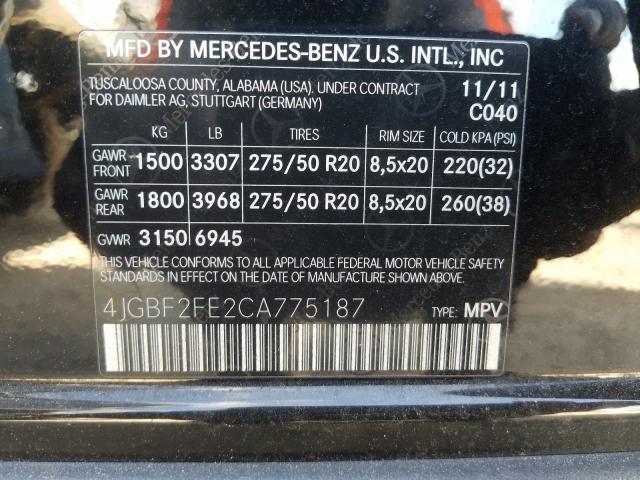 MFD BY MERCEDES-BENZ U.S. INTL., INC
TUSCALOOSA COUNTY, ALABAMA (USA), UNDER CONTRACT 11/11
FOR DAIMLER AG, STUTTGART (GERMANY) C040
KG LB TIRES RIM SIZE COLD KPA (PSI)
GAWR FRONT 1500 3307 275/50 R20 8,5x20 220(32)
GAWR REAR 1800 3968 275/50 R20 8,5x20 260(38)
GVWR 3150 6945
THIS VEHICLE CONFORMS TO ALL APPLICABLE FEDERAL MOTOR VEHICLE SAFETY
STANDARDS IN EFFECT ON THE DATE OF MANUFACTURE SHOWN ABOVE.
4JGBF2FE2CA775187 TYPE: MPV